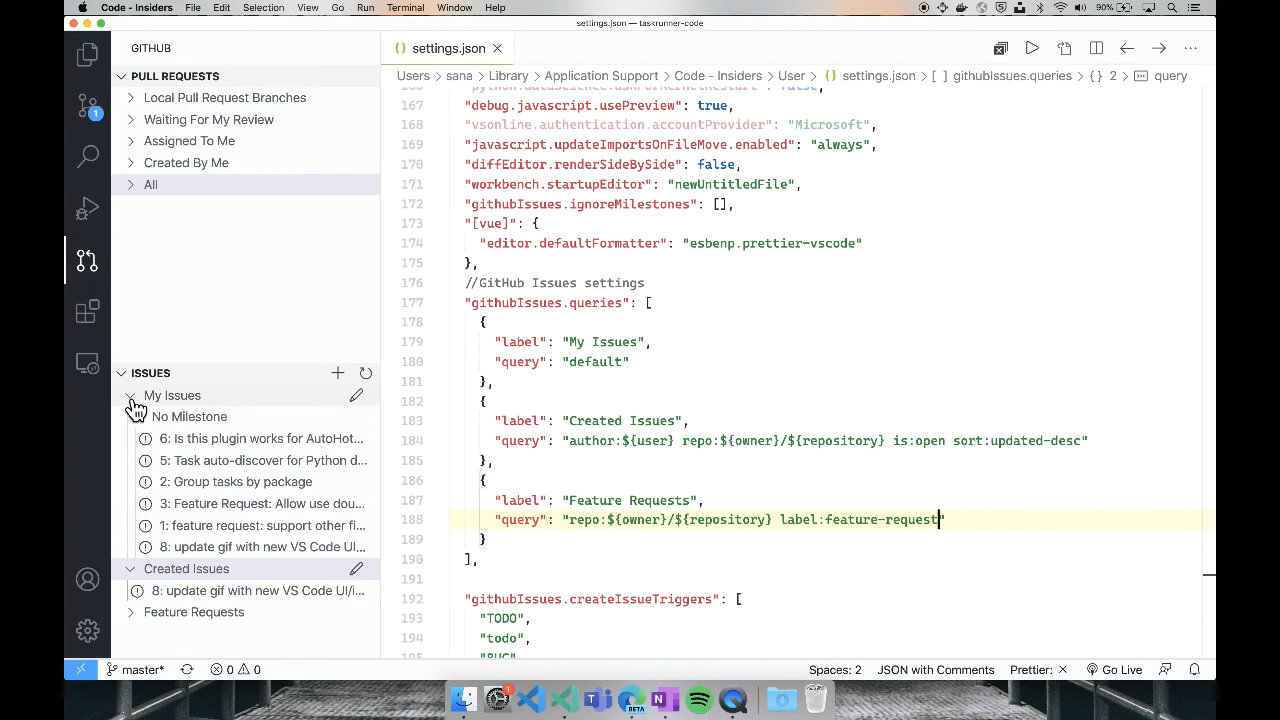 Code - Insiders File Edit Selection View Go Run Terminal Window Help 90%
settings.json — taskrunner-code
GITHUB
PULL REQUESTS
Local Pull Request Branches
Waiting For My Review
Assigned To Me
Created By Me
All
1
ISSUES
My Issues
No Milestone
6: Is this plugin works for AutoHot...
5: Task auto-discover for Python d...
2: Group tasks by package
3: Feature Request: Allow use dou...
1: feature request: support other fi...
8: update gif with new VS Code UI...
Created Issues
8: update gif with new VS Code UI/i...
Feature Requests
{} settings.json
Users › sana › Library › Application Support › Code - Insiders › User › {} settings.json › [ ] githubIssues.queries › {} 2 › query
167 "debug.javascript.usePreview": true,
168 "vsonline.authentication.accountProvider": "Microsoft",
169 "javascript.updateImportsOnFileMove.enabled": "always",
170 "diffEditor.renderSideBySide": false,
171 "workbench.startupEditor": "newUntitledFile",
172 "githubIssues.ignoreMilestones": [],
173 "[vue]": {
174 "editor.defaultFormatter": "esbenp.prettier-vscode"
175 },
176 //GitHub Issues settings
177 "githubIssues.queries": [
178 {
179 "label": "My Issues",
180 "query": "default"
181 },
182 {
183 "label": "Created Issues",
184 "query": "author:${user} repo:${owner}/${repository} is:open sort:updated-desc"
185 },
186 {
187 "label": "Feature Requests",
188 "query": "repo:${owner}/${repository} label:feature-request"
189 }
190 ],
191
192 "githubIssues.createIssueTriggers": [
193 "TODO",
194 "todo",
195 "BUG",
master* 0 0 Spaces: 2 JSON with Comments Prettier: × Go Live
1
BETA